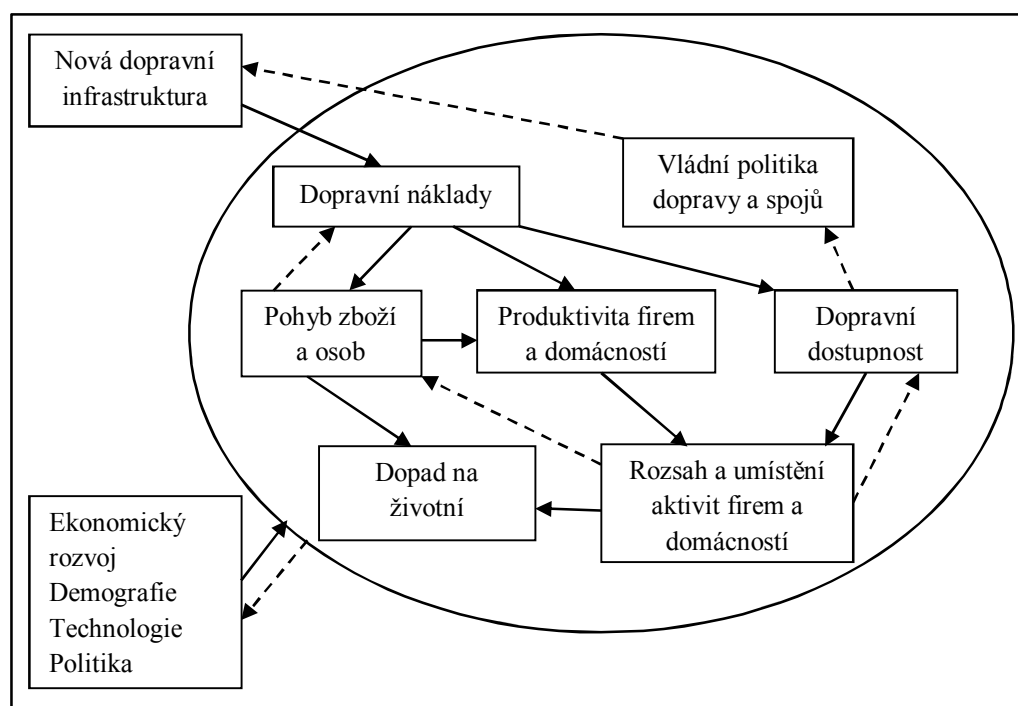 Nová dopravní
infrastruktura
Vládní politika
dopravy a spojů
Dopravní náklady
Pohyb zboží
a osob
Produktivita firem
a domácností
Dopravní
dostupnost
Dopad na
životní
Rozsah a umístění
aktivit firem a
domácností
Ekonomický
rozvoj
Demografie
Technologie
Politika